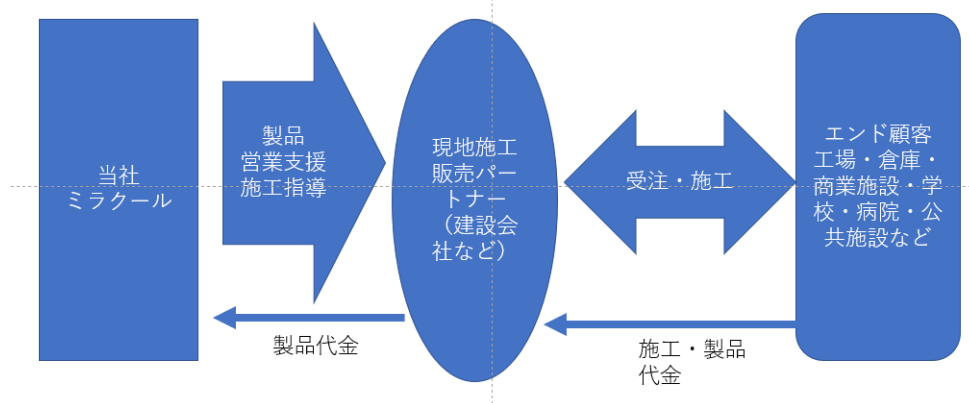 当社
ミラクール
製品
営業支援
施工指導
現地施工
販売パー
トナー
（建設会
社など）
受注・施工
エンド顧客
工場・倉庫・
商業施設・学
校・病院・公
共施設など
製品代金
施工・製品
代金